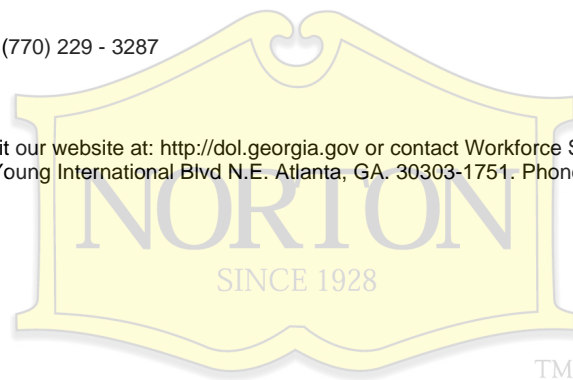 (770) 229 - 3287
it our website at: http://dol.georgia.gov or contact Workforce S
Young International Blvd N.E. Atlanta, GA. 30303-1751. Phon
NORTON
SINCE 1928
TM